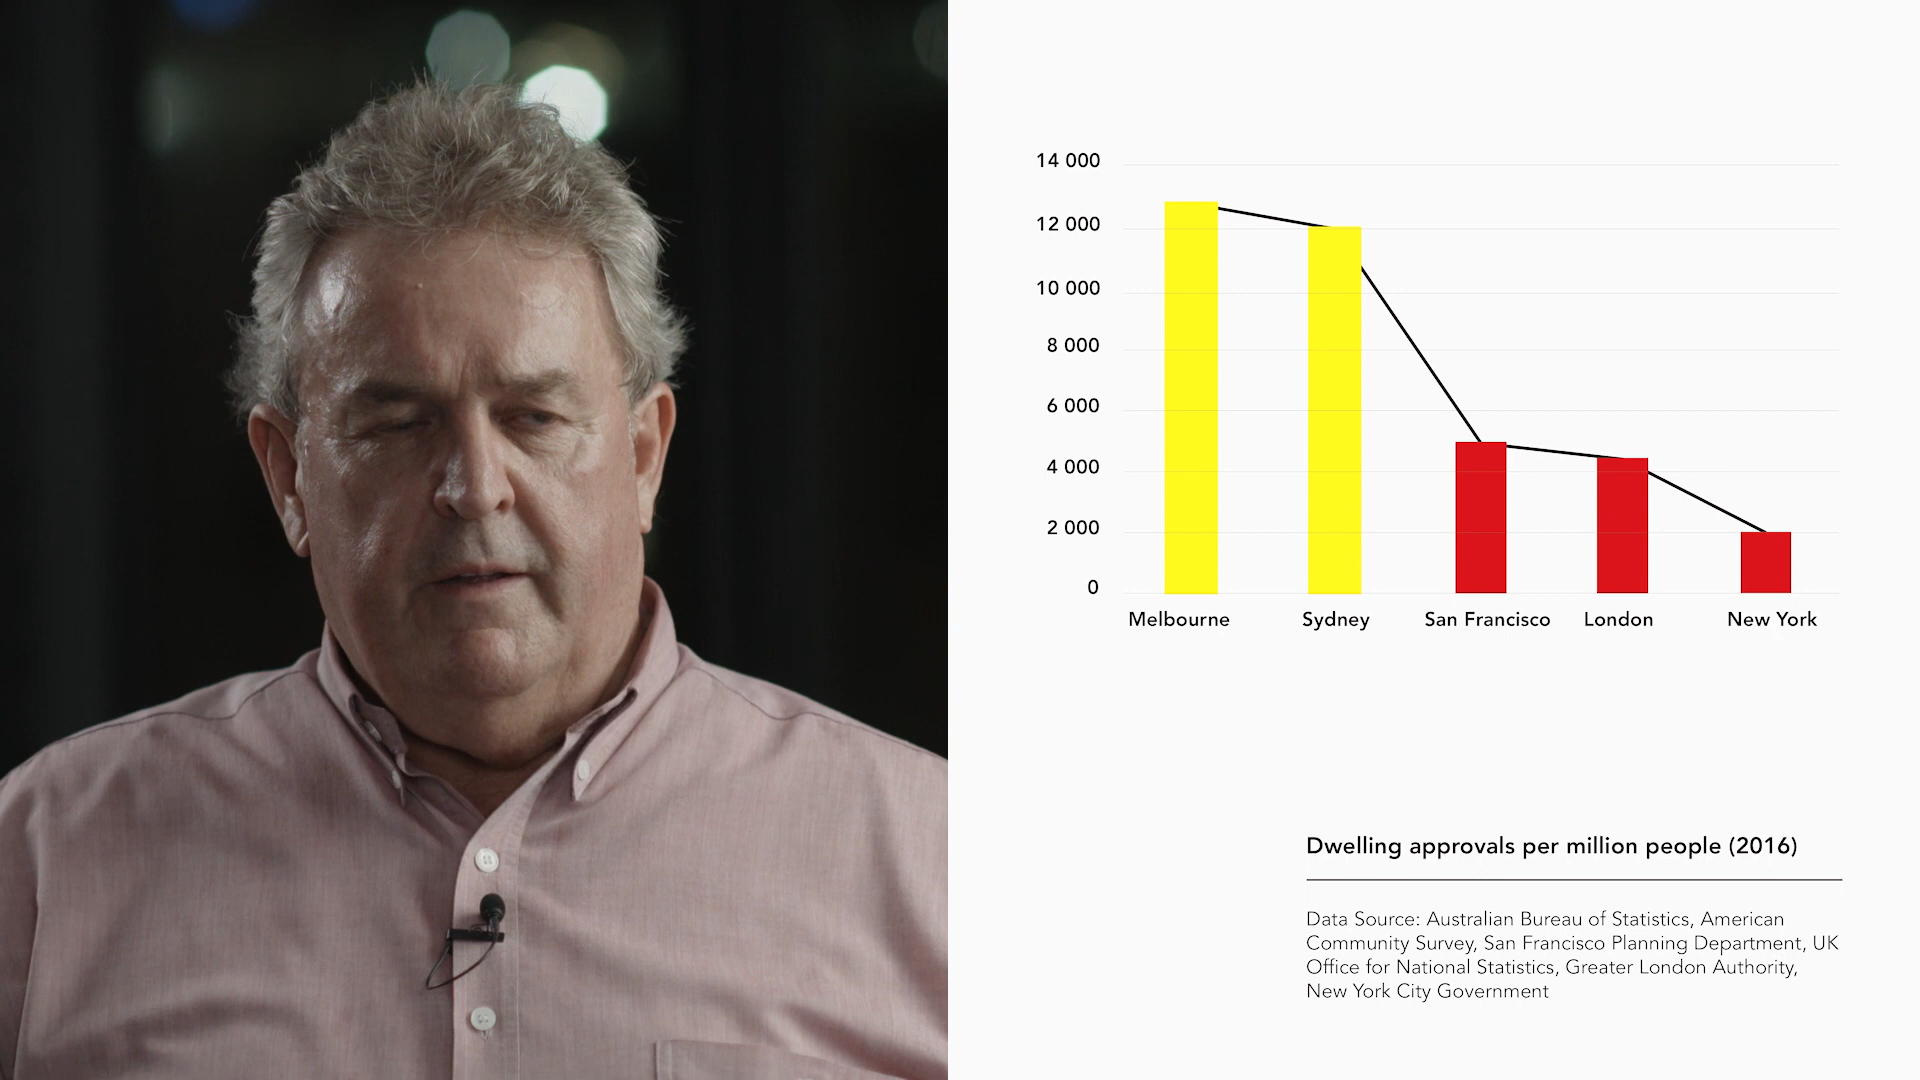 14 000
12 000
10 000
8 000
6 000
4 000
2 000
0
Melbourne Sydney San Francisco London New York
Dwelling approvals per million people (2016)
Data Source: Australian Bureau of Statistics, American
Community Survey, San Francisco Planning Department, UK
Office for National Statistics, Greater London Authority,
New York City Government